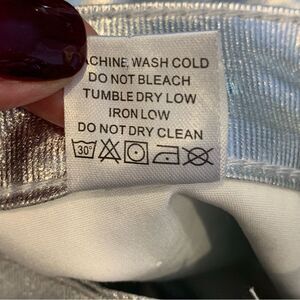 ACHINE WASH COLD
DO NOT BLEACH
TUMBLE DRY LOW
IRON LOW
DO NOT DRY CLEAN
30°